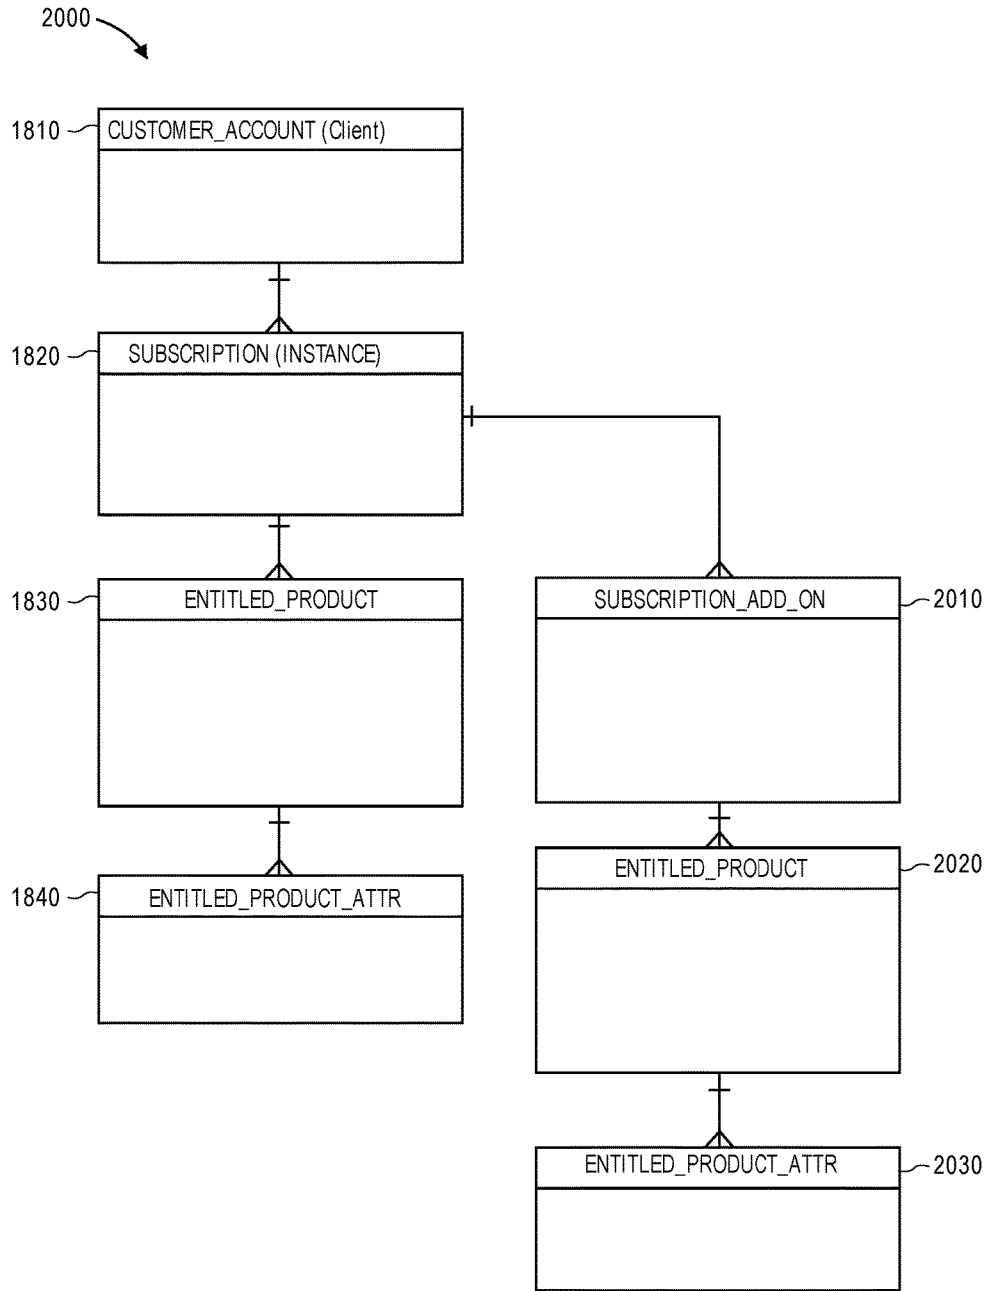 2000
1810
CUSTOMER_ACCOUNT (Client)
1820
SUBSCRIPTION (INSTANCE)
1830
ENTITLED_PRODUCT
SUBSCRIPTION_ADD_ON
2010
ENTITLED_PRODUCT
2020
1840
ENTITLED_PRODUCT_ATTR
ENTITLED_PRODUCT_ATTR
2030